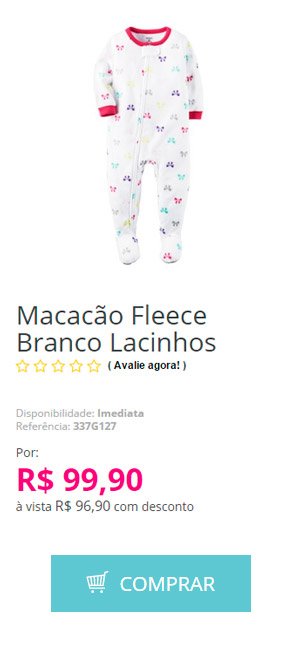 Macacão Fleece
Branco Lacinhos
( Avalie agora! )
Disponibilidade: Imediata
Referência: 337G127
Por:
R$ 99,90
à vista R$ 96,90 com desconto
COMPRAR